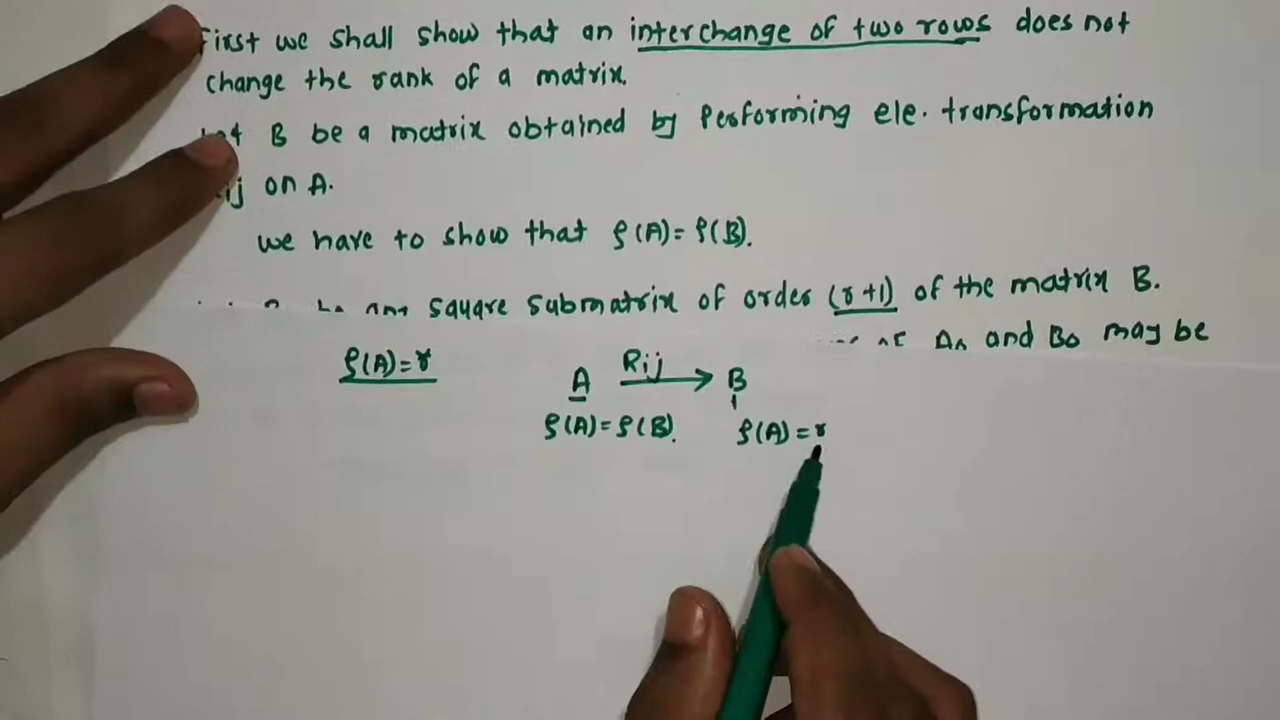 First we shall show that an interchange of two rows does not
change the rank of a matrix.
Let B be a matrix obtained by Performing ele. transformation
ij on A.
we have to show that ρ(A)= ρ(B).
square submatrix of order (r+1) of the matrix B.
and B₀ may be
ρ(A)=r
A Rij → B
ρ(A)= ρ(B). ρ(A)=r